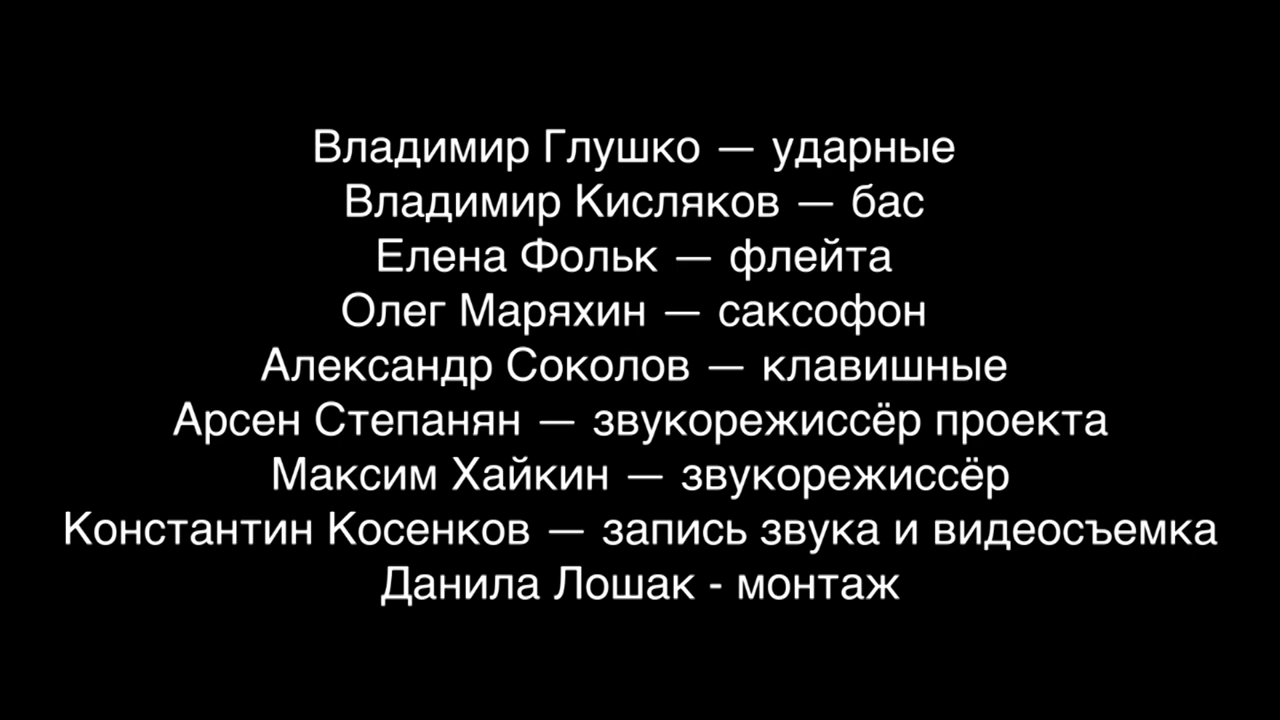 Владимир Глушко — ударные
Владимир Кисляков — бас
Елена Фольк — флейта
Олег Маряхин — саксофон
Александр Соколов — клавишные
Арсен Степанян — звукорежиссёр проекта
Максим Хайкин — звукорежиссёр
Константин Косенков — запись звука и видеосъемка
Данила Лошак - монтаж